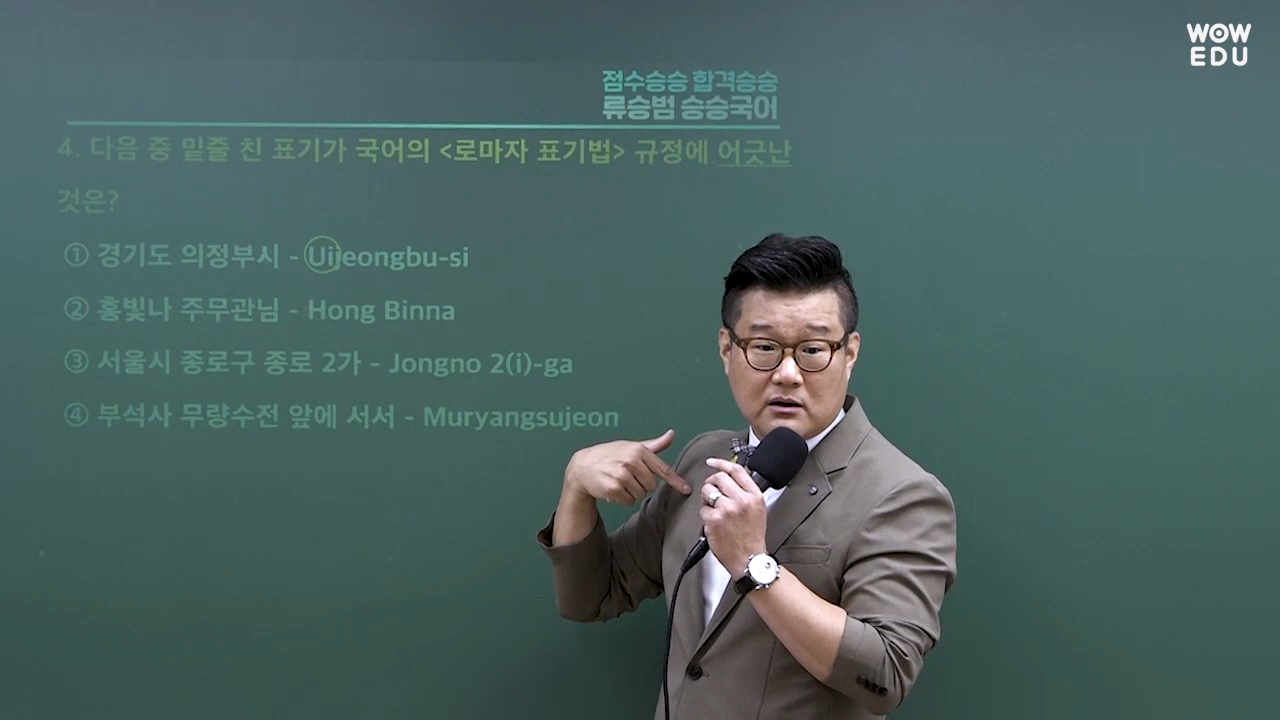 WOW
EDU
점수승승 합격승승
류승범 승승국어
4. 다음 중 밑줄 친 표기가 국어의 <로마자 표기법> 규정에 어긋난
것은?
① 경기도 의정부시 - Uijeongbu-si
② 홍빛나 주무관님 - Hong Binna
③ 서울시 종로구 종로 2가 - Jongno 2(i)-ga
④ 부석사 무량수전 앞에 서서 - Muryangsujeon